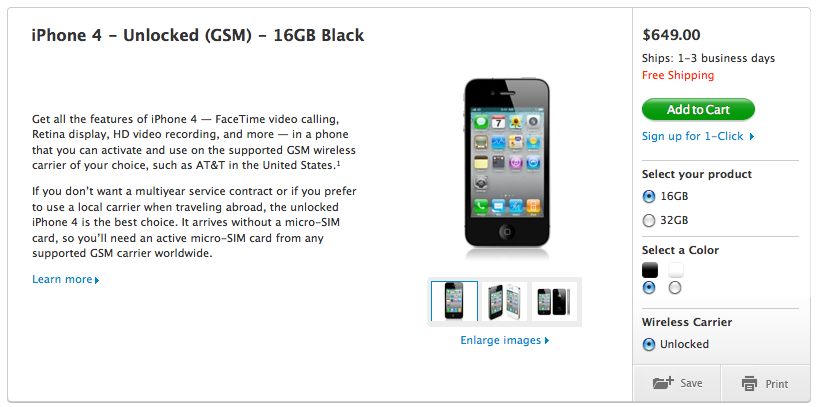 iPhone 4 – Unlocked (GSM) – 16GB Black
Get all the features of iPhone 4 — FaceTime video calling,
Retina display, HD video recording, and more — in a phone
that you can activate and use on the supported GSM wireless
carrier of your choice, such as AT&T in the United States.¹
If you don’t want a multiyear service contract or if you prefer
to use a local carrier when traveling abroad, the unlocked
iPhone 4 is the best choice. It arrives without a micro-SIM
card, so you’ll need an active micro-SIM card from any
supported GSM carrier worldwide.
Learn more
Enlarge images
$649.00
Ships: 1–3 business days
Free Shipping
Add to Cart
Sign up for 1-Click
Select your product
16GB
32GB
Select a Color
Wireless Carrier
Unlocked
Save
Print